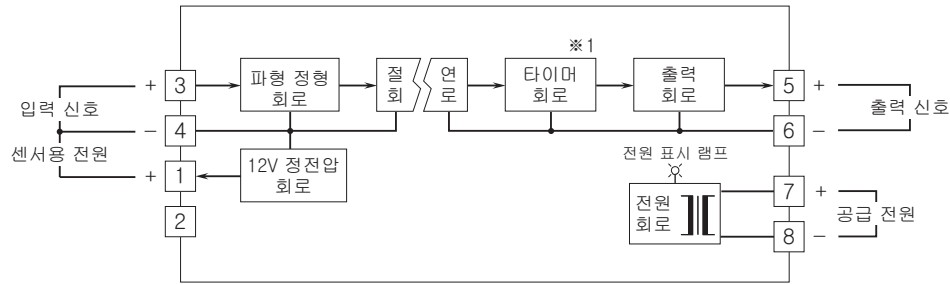 ※1
+ 3
파형 정형
회로
절 연
회 로
타이머
회로
출력
회로
5 +
입력 신호
출력 신호
− 4
6 −
센서용 전원
+ 1
12V 정전압
회로
전원 표시 램프
2
전원
회로
7 +
공급 전원
8 −